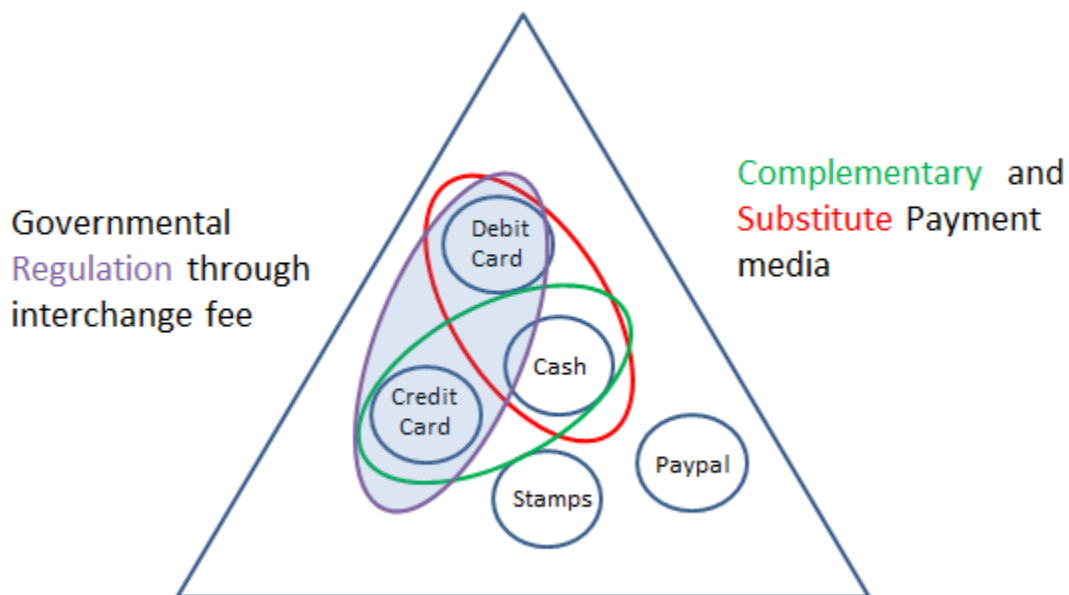 Governmental
Regulation through
interchange fee
Complementary and
Substitute Payment
media
Debit
Card
Cash
Credit
Card
Paypal
Stamps